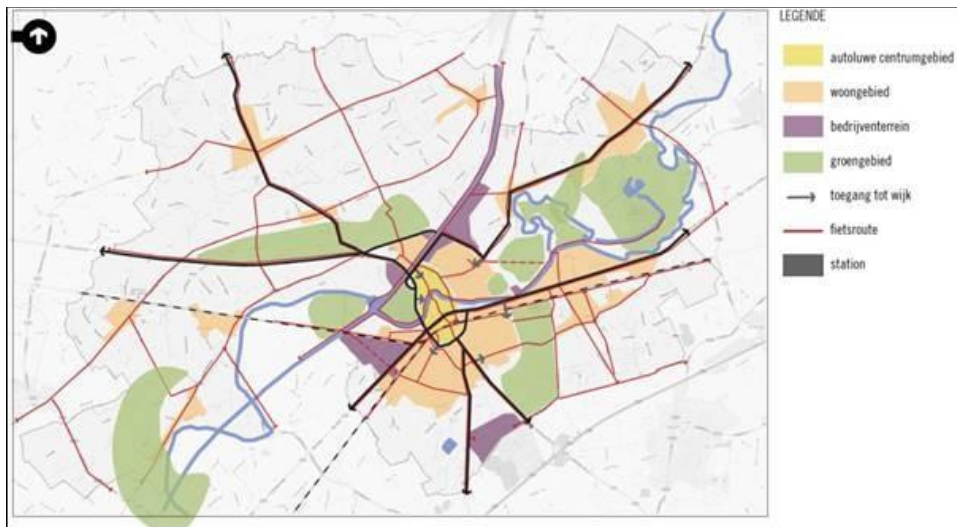 LEGENDE
autoluwe centrumgebied
woongebied
bedrijventerrein
groengebied
toegang tot wijk
fietsroute
station